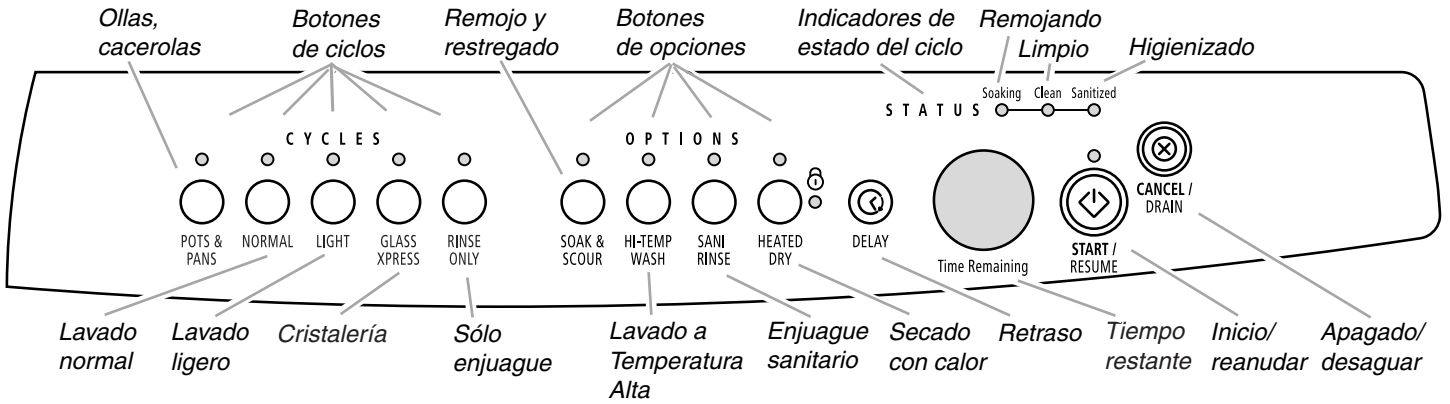 Ollas,
cacerolas
Botones
de ciclos
Remojo y
restregado
Botones
de opciones
Indicadores de
estado del ciclo
Remojando
Limpio
Higienizado
Soaking Clean Sanitized
STATUS
CYCLES
OPTIONS
CANCEL /
DRAIN
POTS &
PANS
NORMAL
LIGHT
GLASS
XPRESS
RINSE
ONLY
SOAK &
SCOUR
HI-TEMP
WASH
SANI
RINSE
HEATED
DRY
DELAY
Time Remaining
START /
RESUME
Lavado
normal
Lavado
ligero
Cristalería
Sólo
enjuague
Lavado a
Temperatura
Alta
Enjuague
sanitario
Secado
con calor
Retraso
Tiempo
restante
Inicio/
reanudar
Apagado/
desaguar